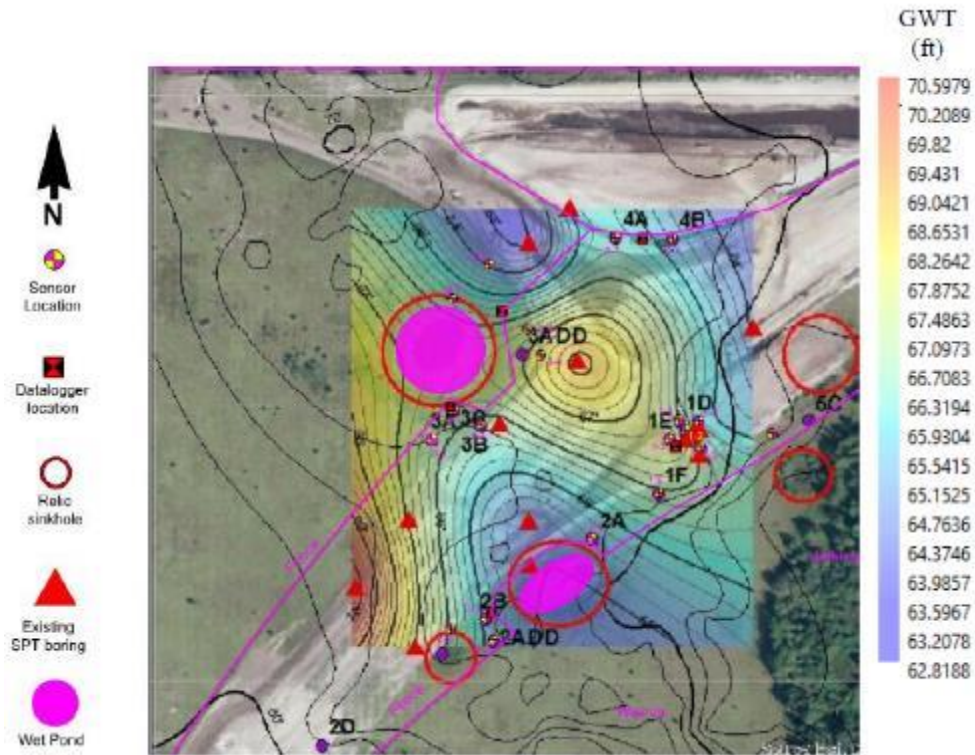 GWT
(ft)
70.5979
70.2089
69.82
69.431
69.0421
68.6531
68.2642
67.8752
67.4863
67.0973
66.7083
66.3194
65.9304
65.5415
65.1525
64.7636
64.3746
63.9857
63.5967
63.2078
62.8188
N
Sensor
Location
Datalogger
location
Relic
sinkhole
Existing
SPT boring
Wet Pond
4A
4B
3ADD
1D
3A
3C
3B
1E
5C
1F
2A
2B
2ADD
2D